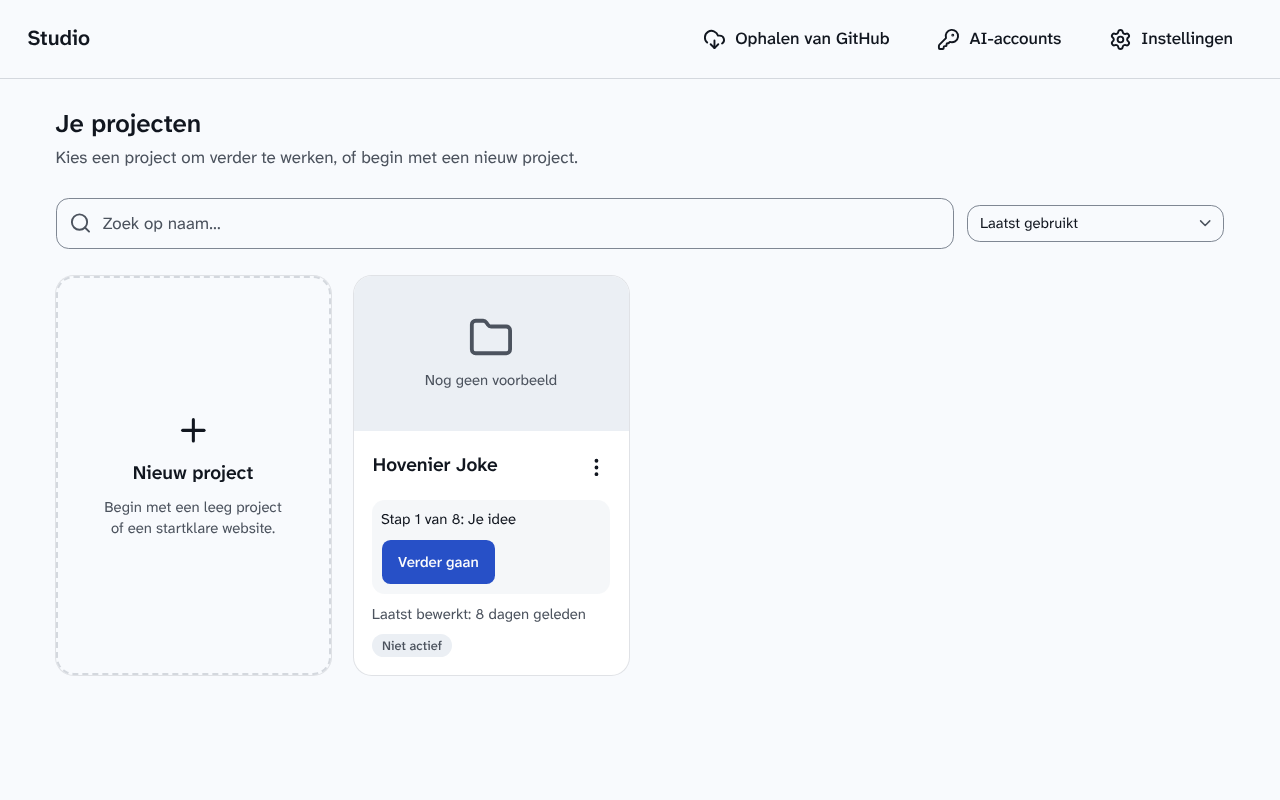 Studio
Ophalen van GitHub
AI-accounts
Instellingen
Je projecten
Kies een project om verder te werken, of begin met een nieuw project.
Zoek op naam...
Laatst gebruikt
Nieuw project
Begin met een leeg project
of een startklare website.
Nog geen voorbeeld
Hovenier Joke
Stap 1 van 8: Je idee
Verder gaan
Laatst bewerkt: 8 dagen geleden
Niet actief